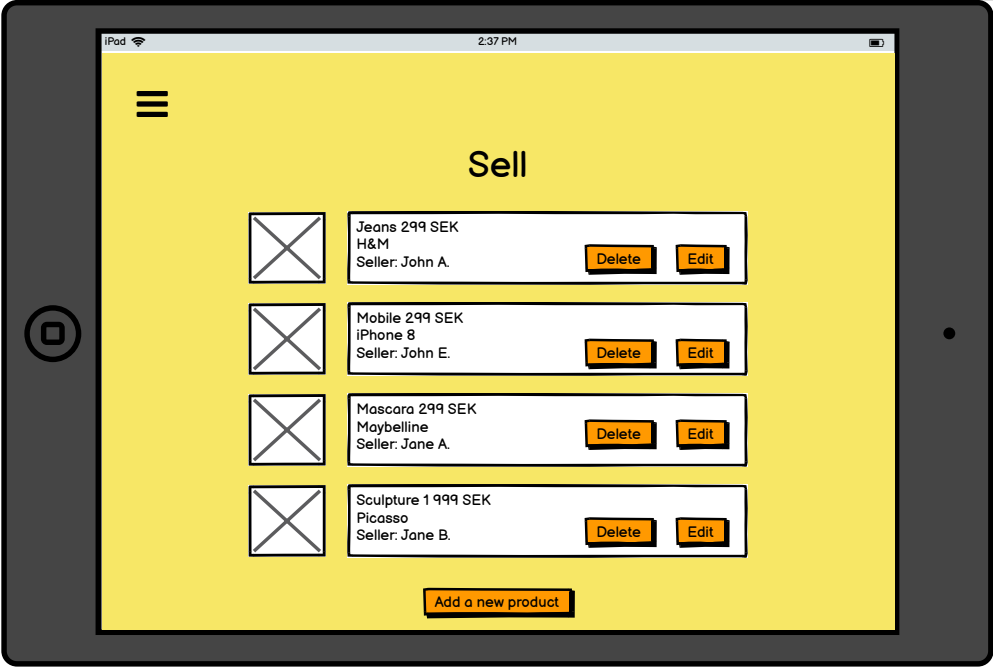 iPad
2:37 PM
Sell
Jeans 299 SEK
H&M
Seller: John A.
Delete
Edit
Mobile 299 SEK
iPhone 8
Seller: John E.
Delete
Edit
Mascara 299 SEK
Maybelline
Seller: Jane A.
Delete
Edit
Sculpture 1 999 SEK
Picasso
Seller: Jane B.
Delete
Edit
Add a new product